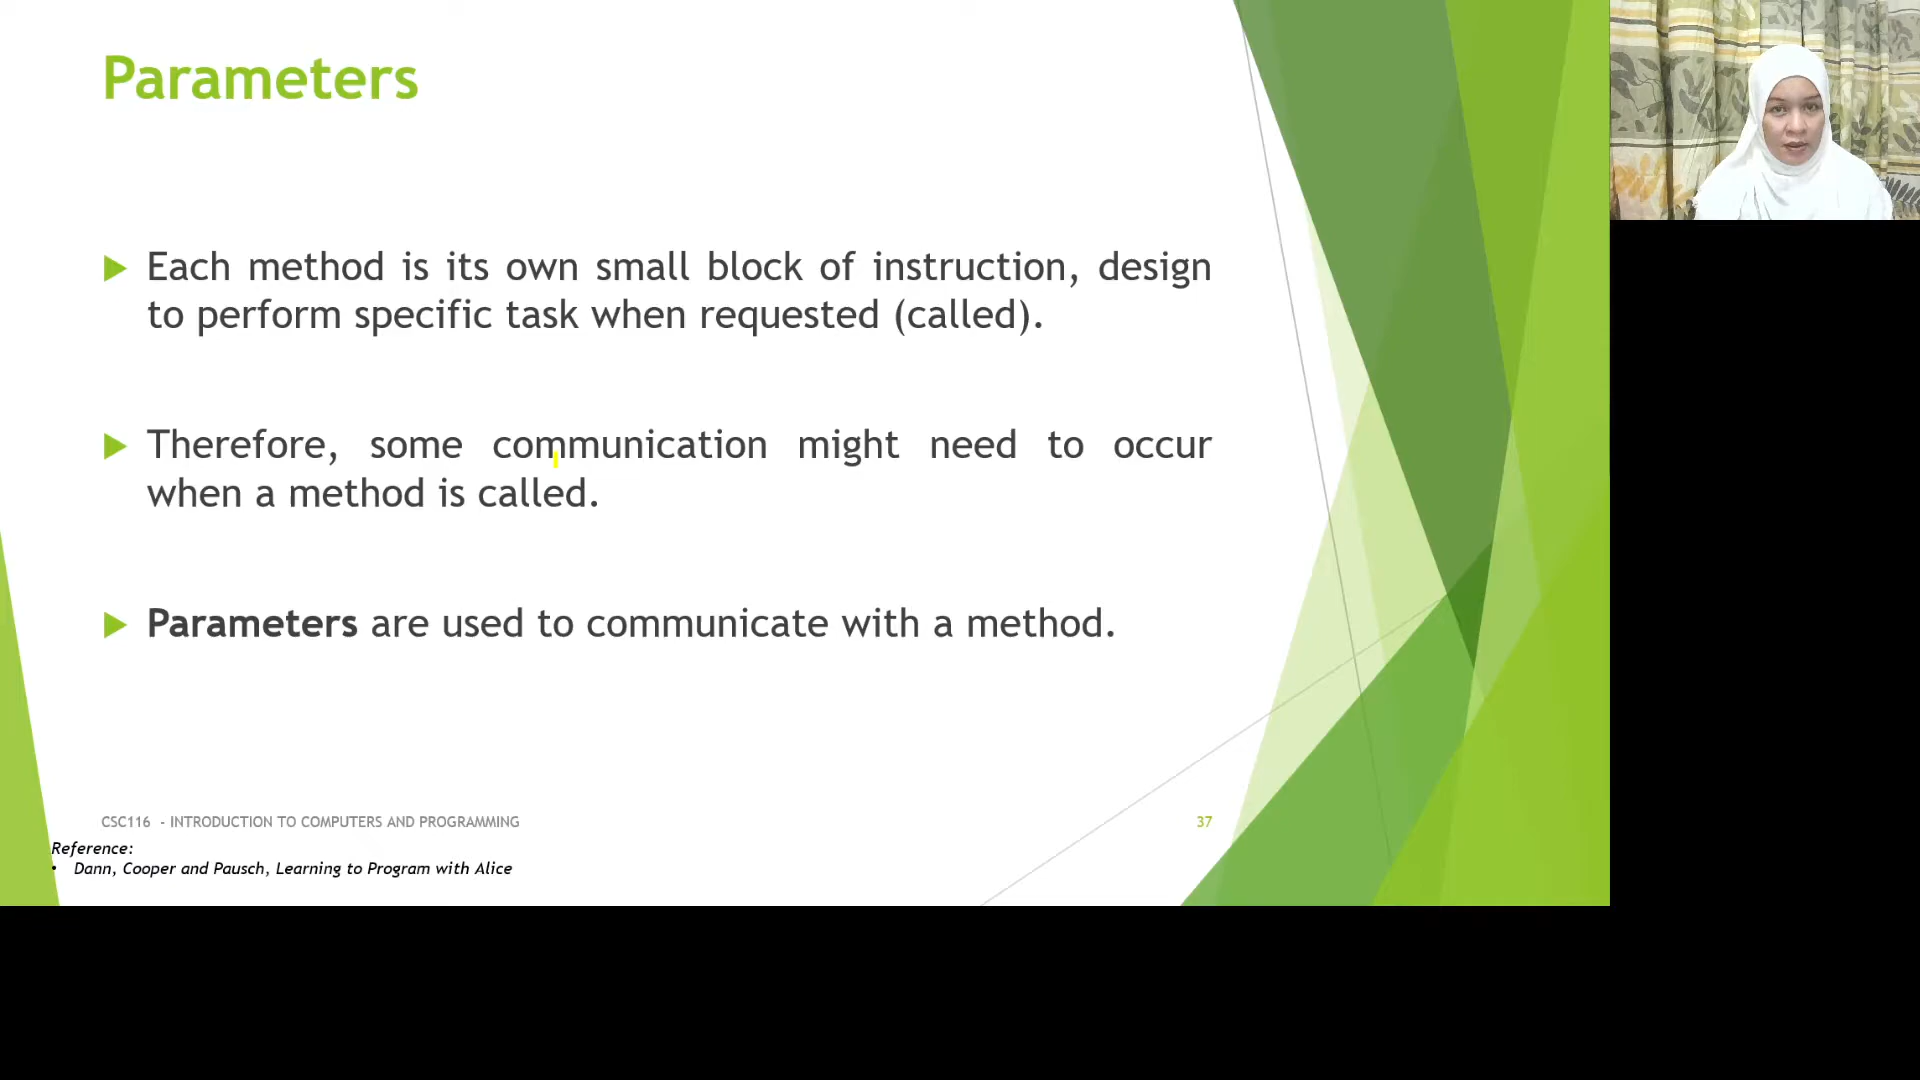 Parameters
Each method is its own small block of instruction, design
to perform specific task when requested (called).
Therefore, some communication might need to occur
when a method is called.
Parameters are used to communicate with a method.
CSC116 - INTRODUCTION TO COMPUTERS AND PROGRAMMING
37
Reference:
• Dann, Cooper and Pausch, Learning to Program with Alice